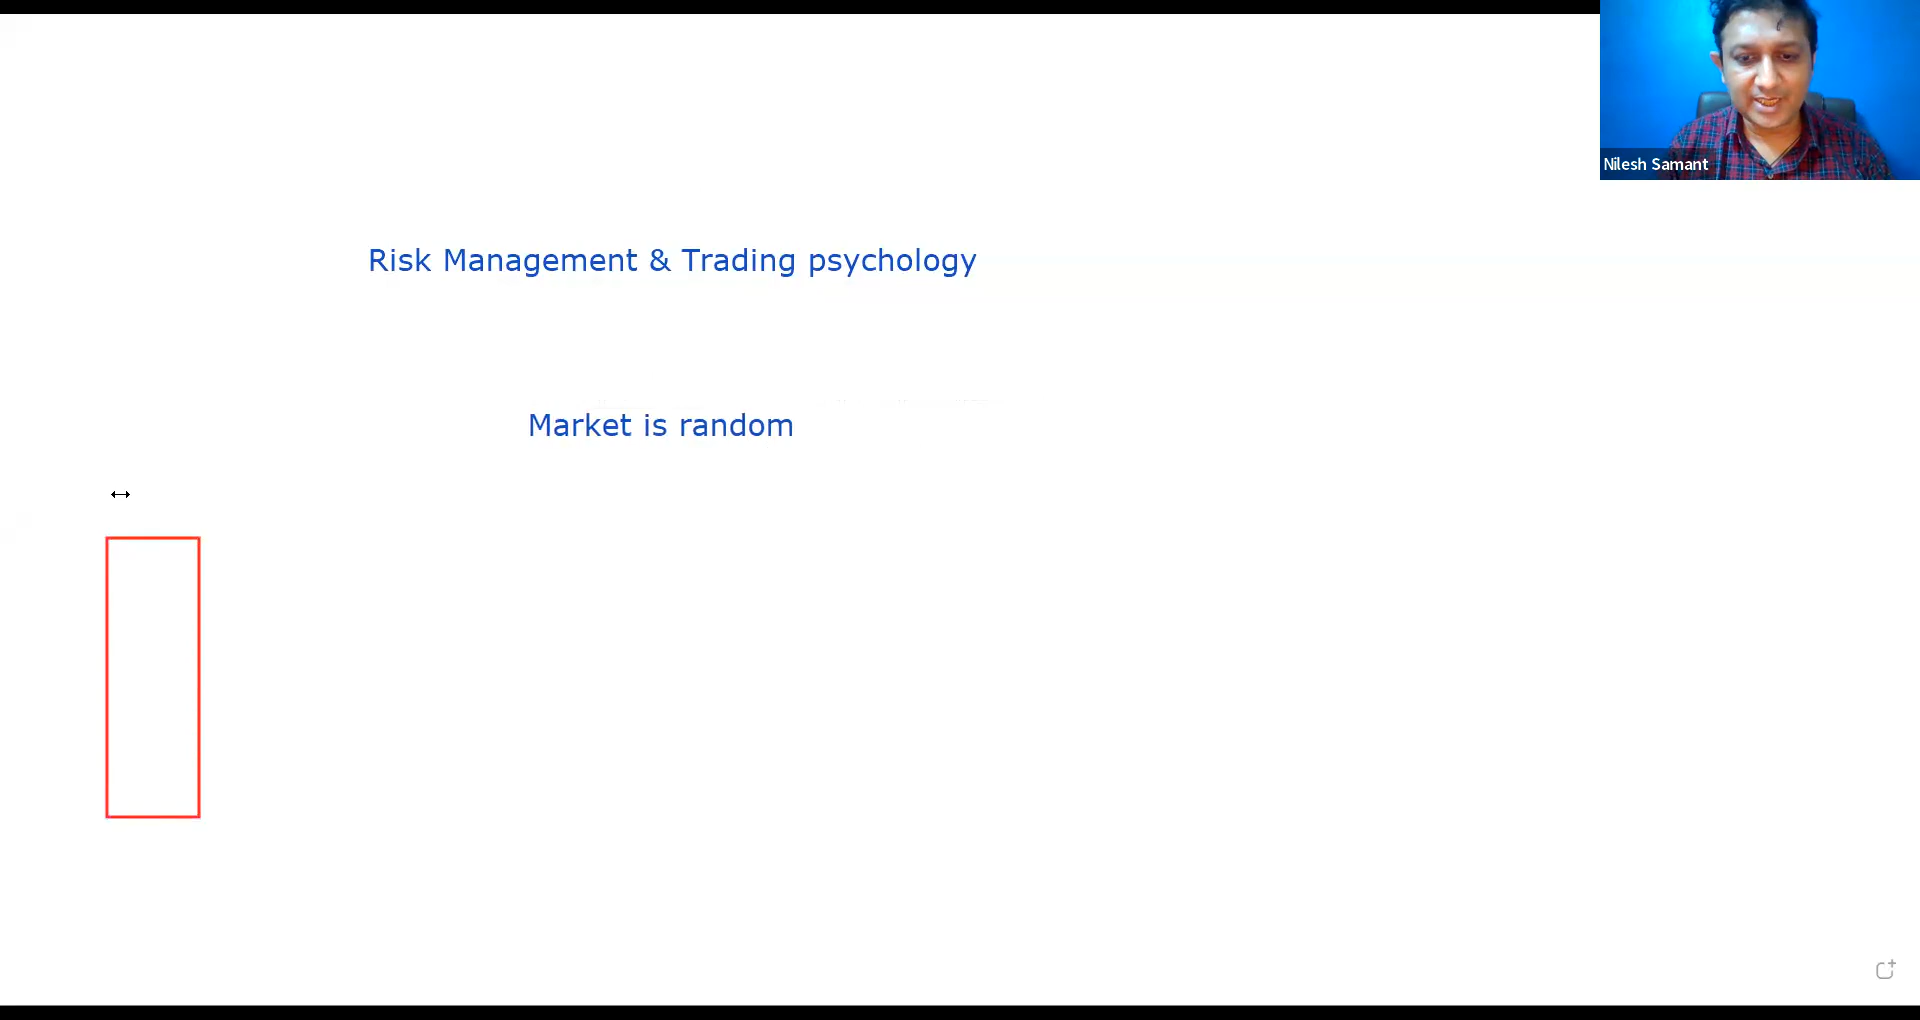 Nilesh Samant
Risk Management & Trading psychology
Market is random